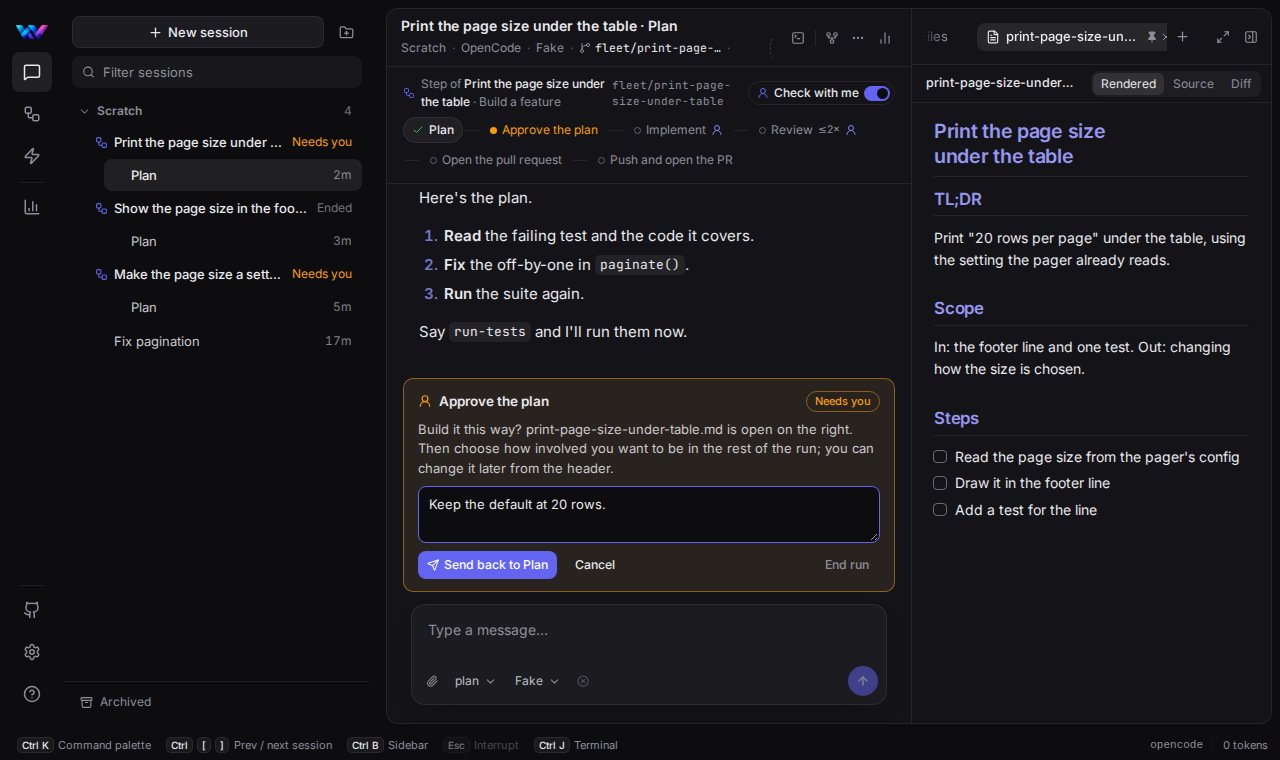 New session
Filter sessions
Scratch 4
Print the page size under ... Needs you
Plan 2m
Show the page size in the foo... Ended
Plan 3m
Make the page size a sett... Needs you
Plan 5m
Fix pagination 17m
Archived
Print the page size under the table · Plan
Scratch · OpenCode · Fake · fleet/print-page-… ·
Step of Print the page size under the table · Build a feature
fleet/print-page-size-under-table
Check with me
Plan
Approve the plan
Implement
Review ≤2×
Open the pull request
Push and open the PR
Here's the plan.
1. Read the failing test and the code it covers.
2. Fix the off-by-one in paginate().
3. Run the suite again.
Say run-tests and I'll run them now.
Approve the plan Needs you
Build it this way? print-page-size-under-table.md is open on the right.
Then choose how involved you want to be in the rest of the run; you can
change it later from the header.
Keep the default at 20 rows.
Send back to Plan Cancel End run
Type a message...
plan Fake
iles print-page-size-un...
print-page-size-under... Rendered Source Diff
Print the page size
under the table
TL;DR
Print "20 rows per page" under the table, using
the setting the pager already reads.
Scope
In: the footer line and one test. Out: changing
how the size is chosen.
Steps
Read the page size from the pager's config
Draw it in the footer line
Add a test for the line
Ctrl K Command palette Ctrl [ ] Prev / next session Ctrl B Sidebar Esc Interrupt Ctrl J Terminal opencode 0 tokens